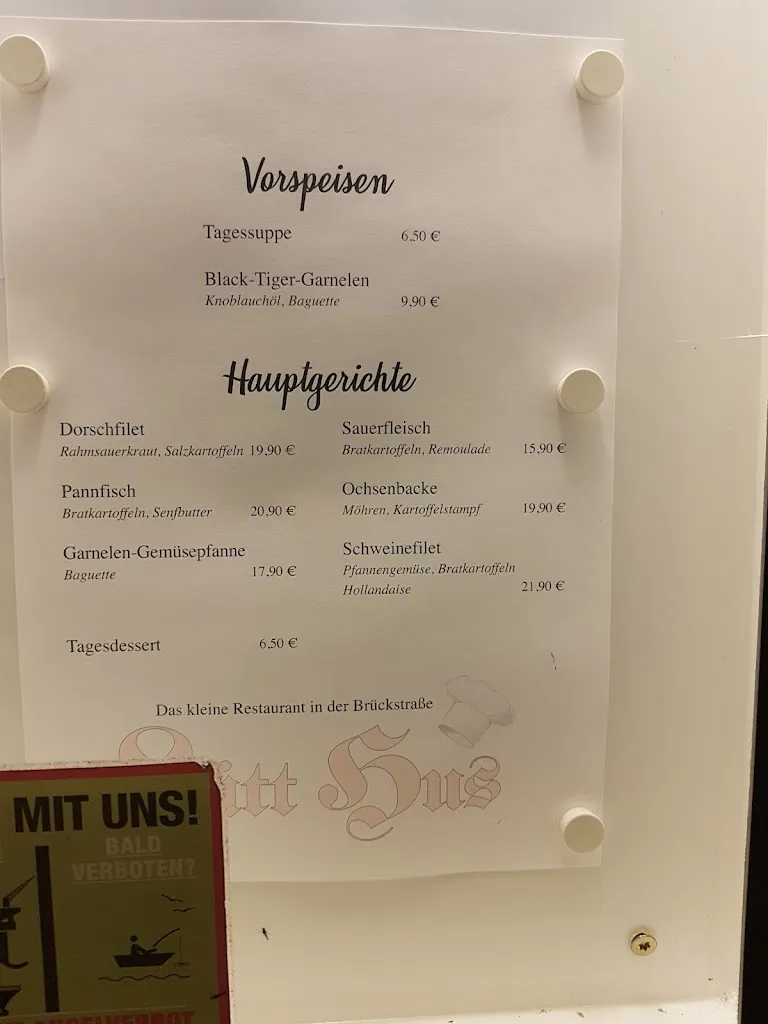 Vorspeisen
Tagessuppe 6,50 €
Black-Tiger-Garnelen
Knoblauchöl, Baguette 9,90 €
Hauptgerichte
Dorschfilet
Rahmsauerkraut, Salzkartoffeln 19,90 €
Pannfisch
Bratkartoffeln, Senfbutter 20,90 €
Garnelen-Gemüsepfanne
Baguette 17,90 €
Sauerfleisch
Bratkartoffeln, Remoulade 15,90 €
Ochsenbacke
Möhren, Kartoffelstampf 19,90 €
Schweinefilet
Pfannengemüse, Bratkartoffeln
Hollandaise 21,90 €
Tagesdessert 6,50 €
Das kleine Restaurant in der Brückstraße
Hus
MIT UNS!
BALD
VERBOTEN?